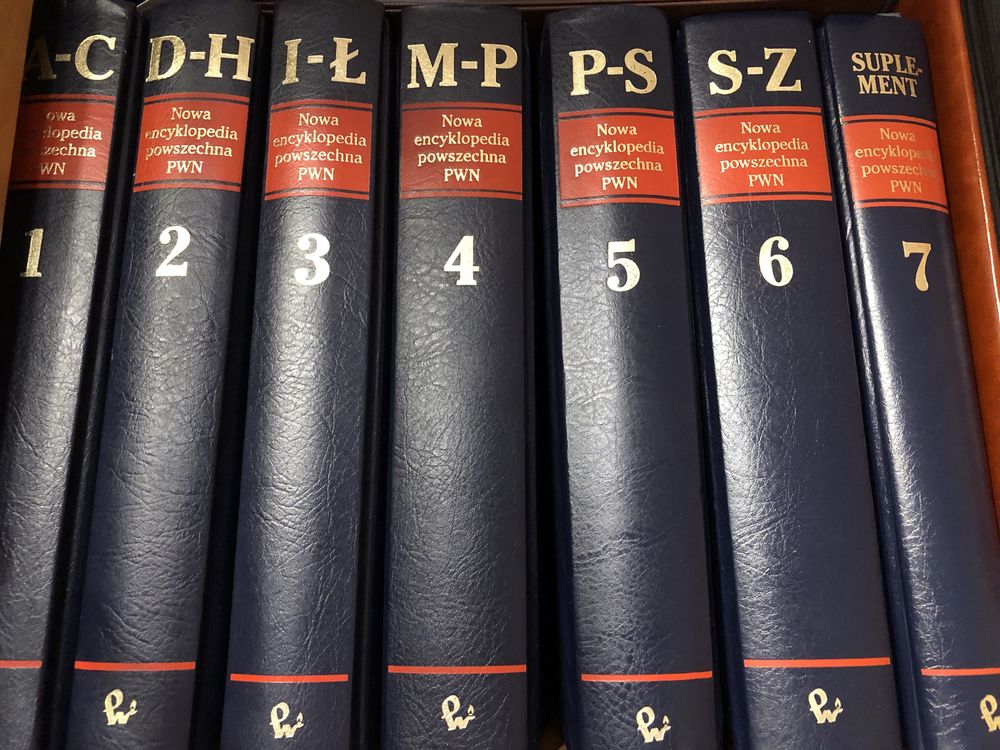 A-C
Nowa
encyklopedia
powszechna
PWN
1
D-H
Nowa
encyklopedia
powszechna
PWN
2
I-Ł
Nowa
encyklopedia
powszechna
PWN
3
M-P
Nowa
encyklopedia
powszechna
PWN
4
P-S
Nowa
encyklopedia
powszechna
PWN
5
S-Z
Nowa
encyklopedia
powszechna
PWN
6
SUPLE-
MENT
Nowa
encyklopedia
powszechna
PWN
7